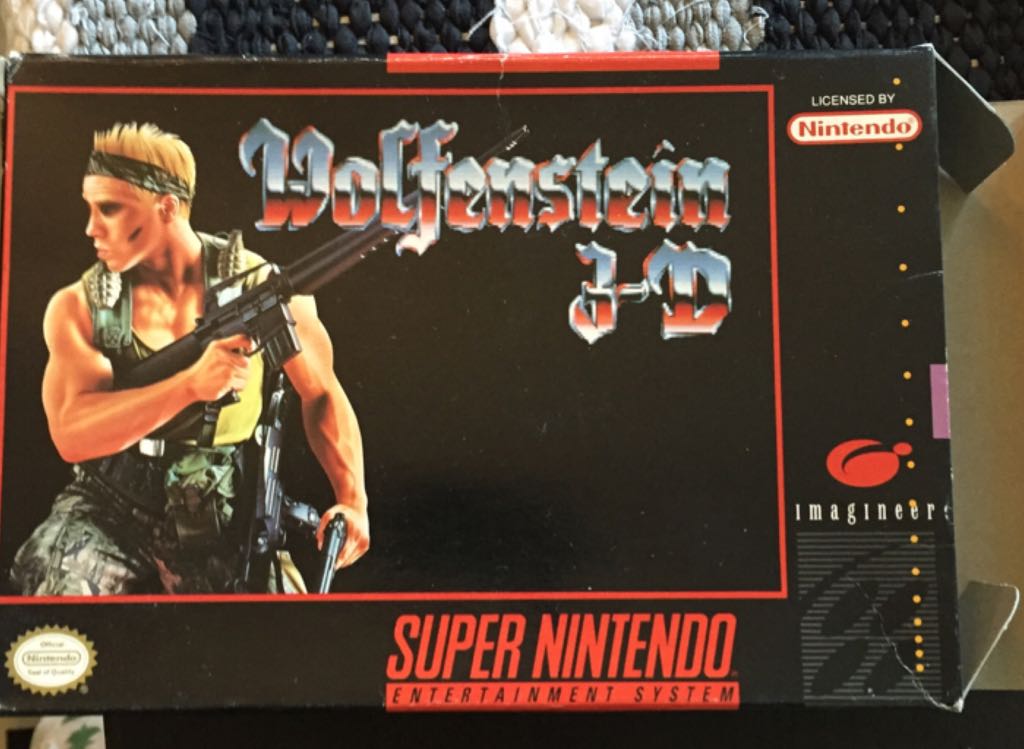 Wolfenstein
3-D
LICENSED BY
Nintendo®
imagineer
Official
Nintendo
Seal of Quality
SUPER NINTENDO
ENTERTAINMENT SYSTEM